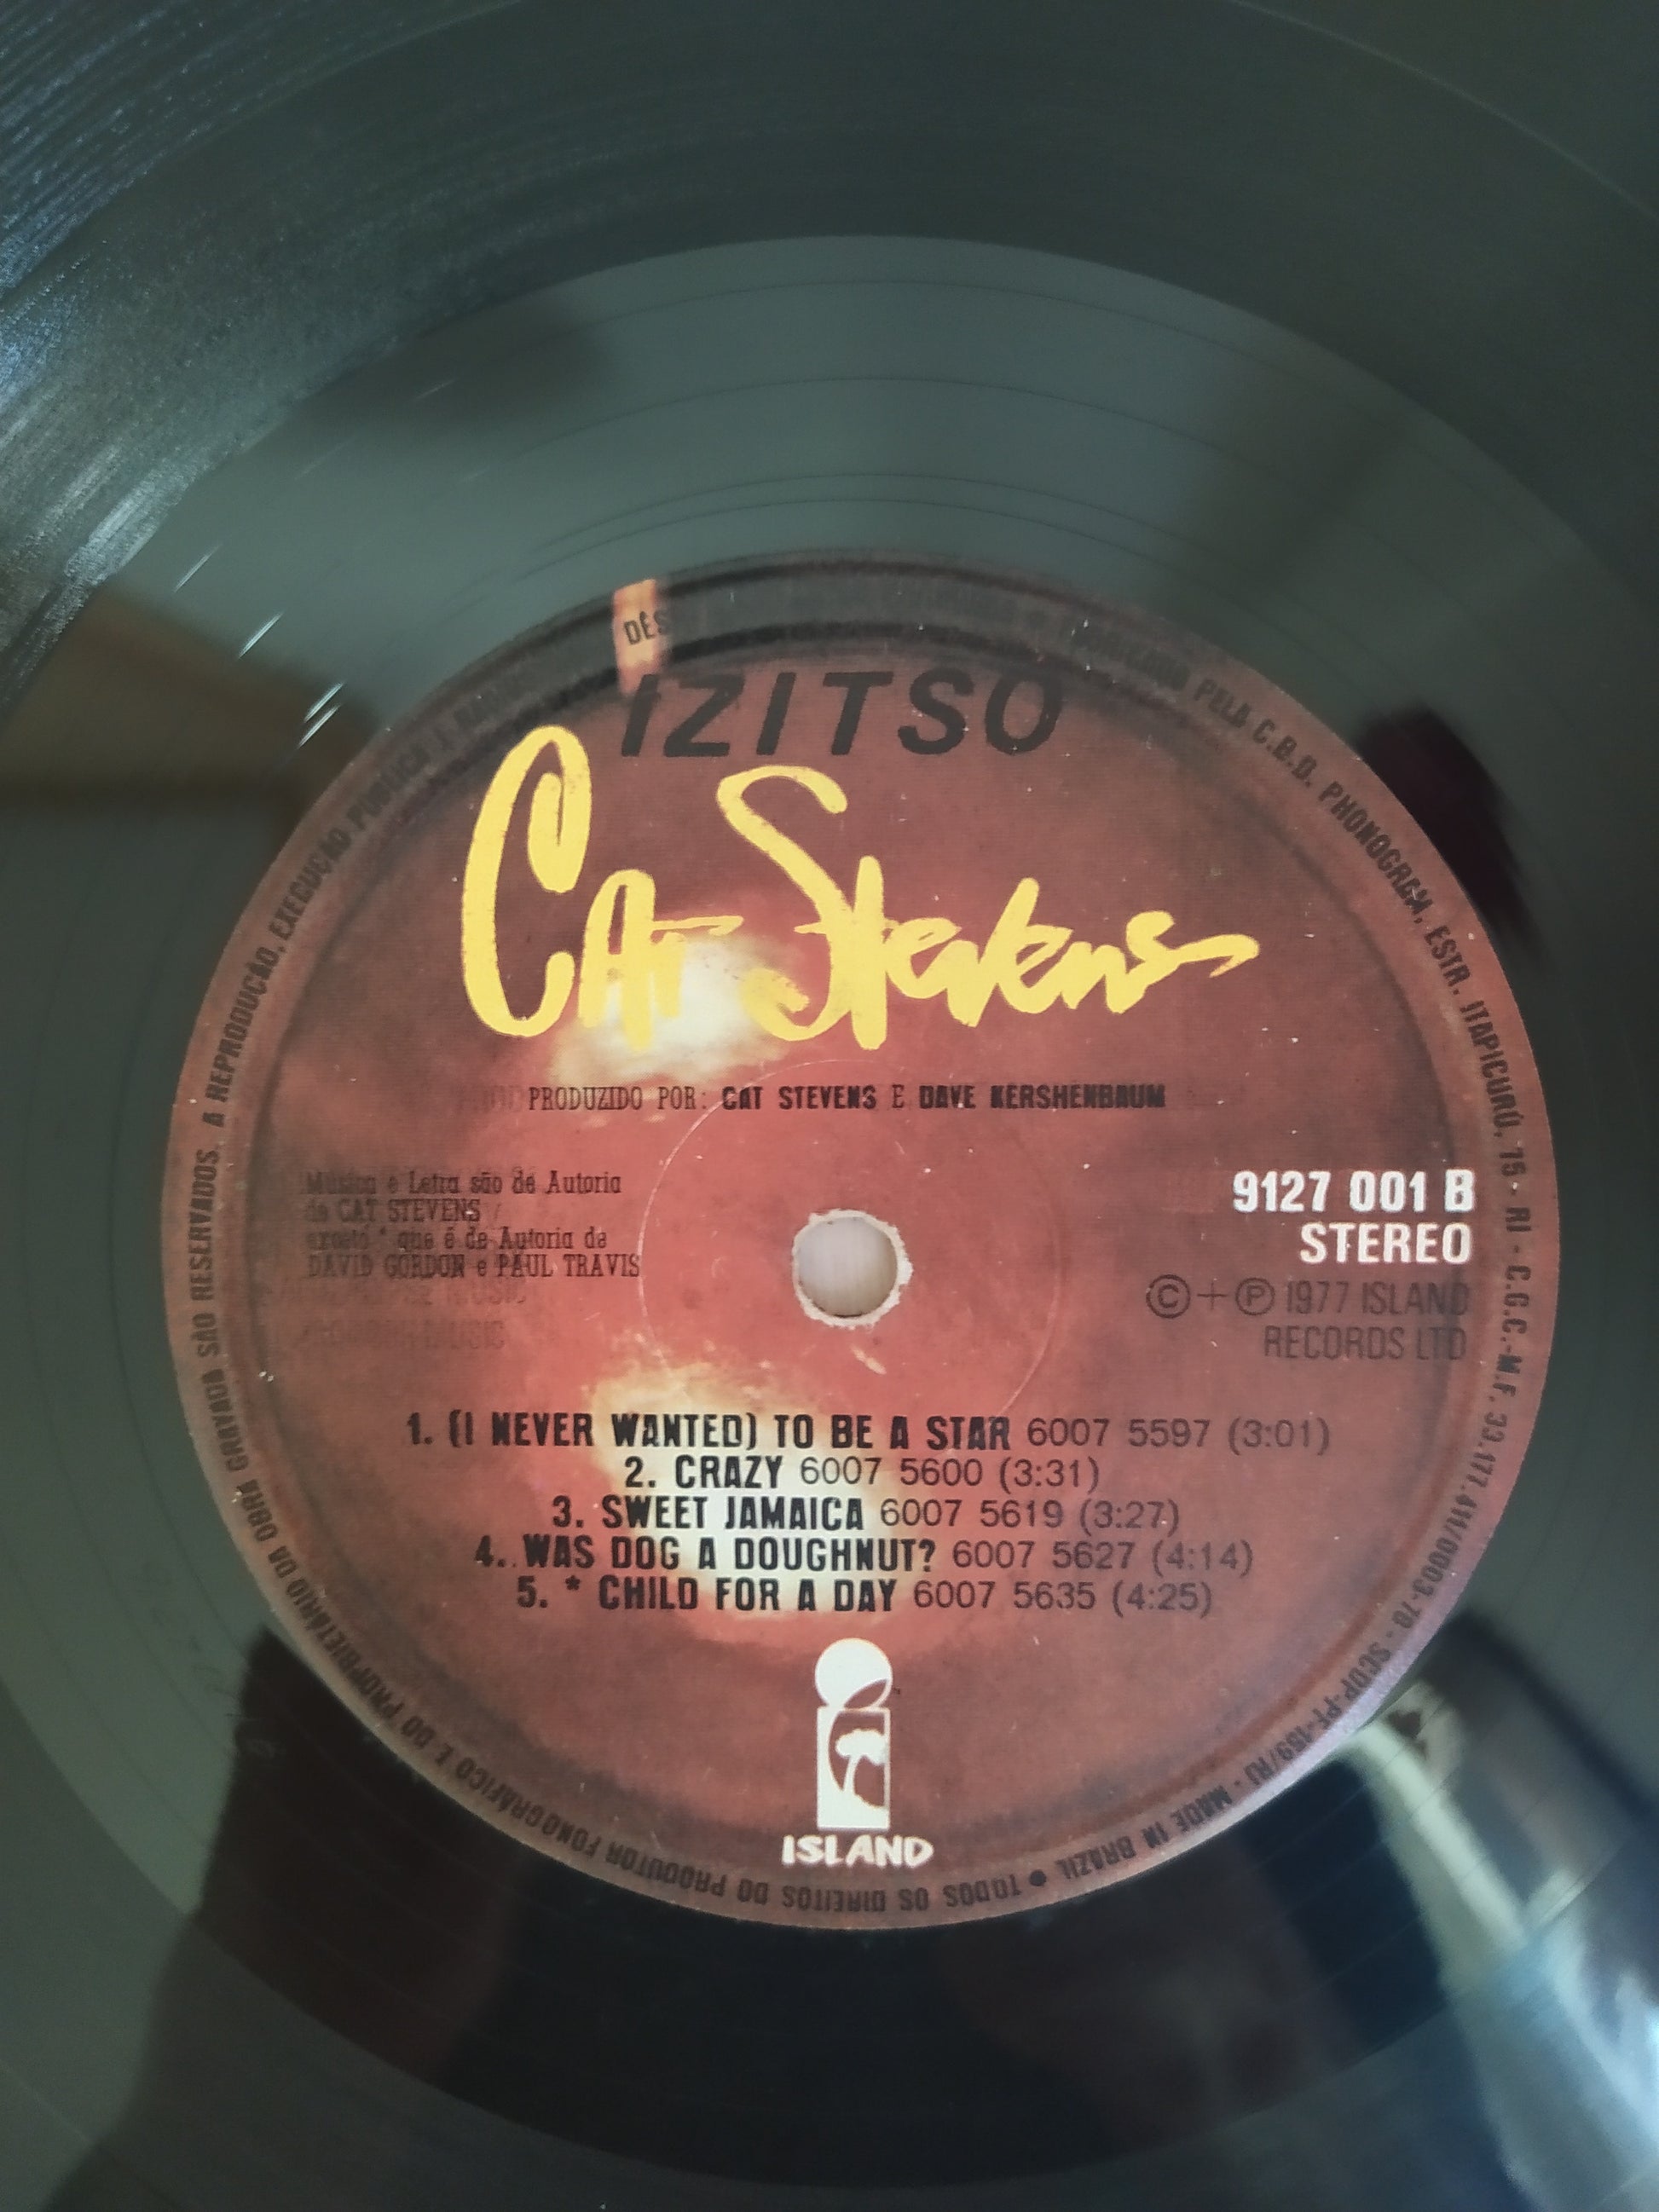 IZITSO
Cat Stevens
PRODUZIDO POR: CAT STEVENS E DAVE KERSHENBAUM
Música e Letra são de Autoria
de CAT STEVENS
exceto * que é de Autoria de
DAVID GORDON e PAUL TRAVIS
9127 001 B
STEREO
©+℗ 1977 ISLAND
RECORDS LTD
1. (I NEVER WANTED) TO BE A STAR 6007 5597 (3:01)
2. CRAZY 6007 5600 (3:31)
3. SWEET JAMAICA 6007 5619 (3:27)
4. WAS DOG A DOUGHNUT? 6007 5627 (4:14)
5. * CHILD FOR A DAY 6007 5635 (4:25)
ISLAND
TODOS OS DIREITOS DO PRODUTOR FONOGRÁFICO E DO PROPRIETÁRIO DA OBRA GRAVADA SÃO RESERVADOS. A REPRODUÇÃO, EXECUÇÃO PÚBLICA DÊS PELA C.B.D. PHONOGRAM, ESTR. ITAPICURÚ, 15 - RJ - C.G.C.-M.F. 33.177.411/0003-70 - SCDP-PF-159/RJ - MADE IN BRAZIL